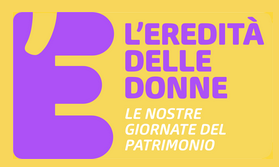 È
L'EREDITÀ
DELLE
DONNE
LE NOSTRE
GIORNATE DEL
PATRIMONIO